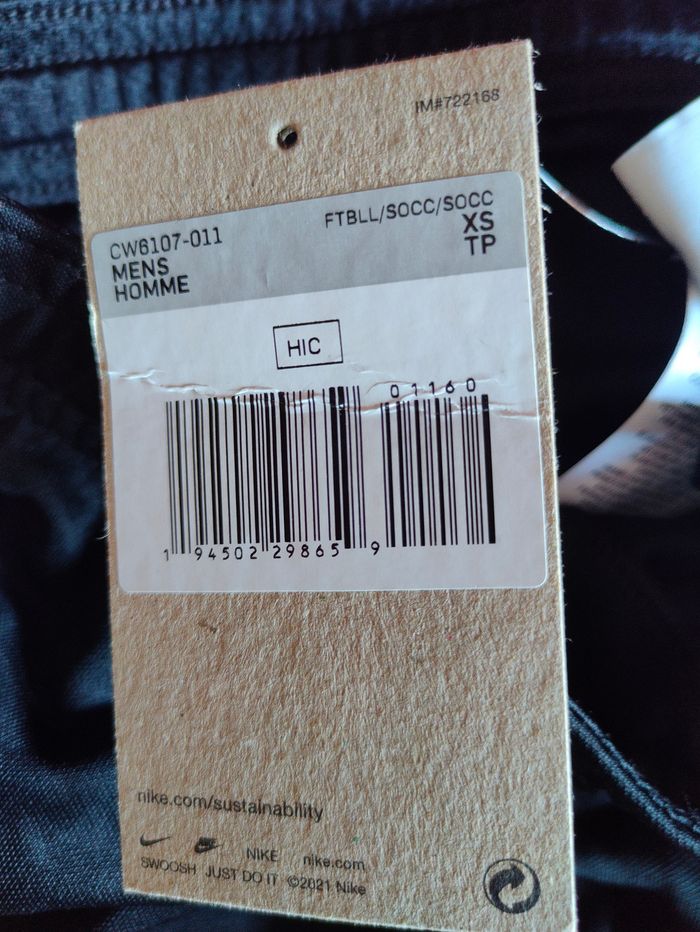 IM#722168
CW6107-011
FTBLL/SOCC/SOCC
MENS
XS
HOMME
TP
HIC
01160
1 94502 29865 9
nike.com/sustainability
NIKE nike.com
SWOOSH JUST DO IT ©2021 Nike